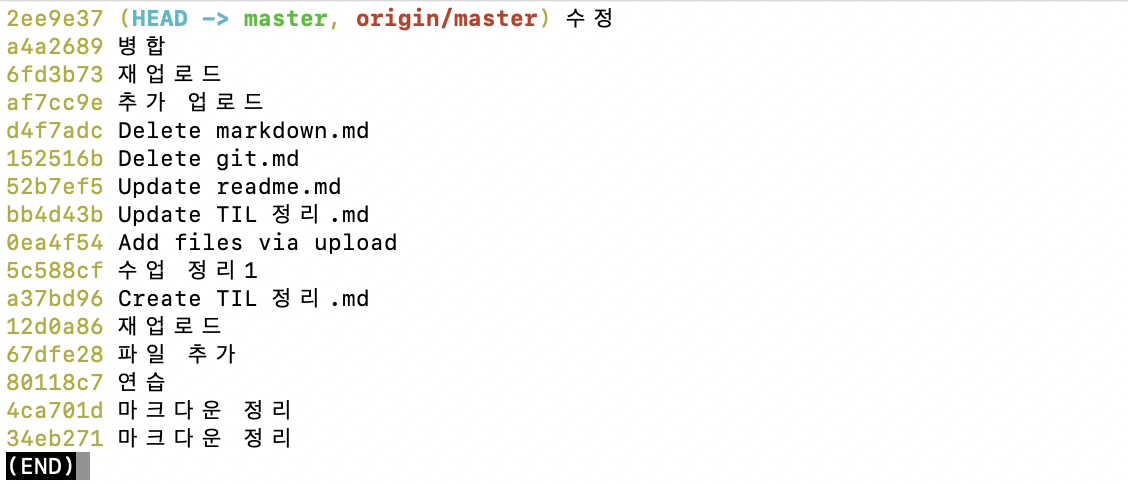 2ee9e37 (HEAD -> master, origin/master) 수정
a4a2689 병합
6fd3b73 재업로드
af7cc9e 추가 업로드
d4f7adc Delete markdown.md
152516b Delete git.md
52b7ef5 Update readme.md
bb4d43b Update TIL 정리.md
0ea4f54 Add files via upload
5c588cf 수업 정리1
a37bd96 Create TIL 정리.md
12d0a86 재업로드
67dfe28 파일 추가
80118c7 연습
4ca701d 마크다운 정리
34eb271 마크다운 정리
(END)